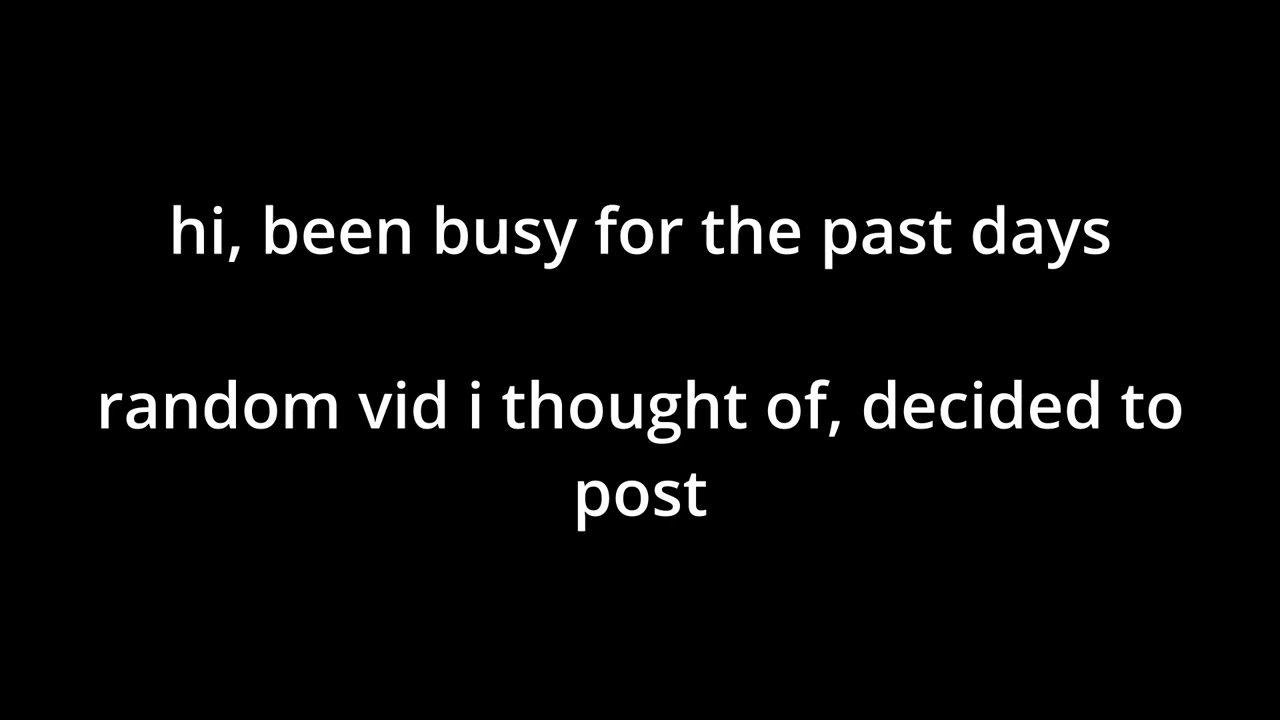 hi, been busy for the past days
random vid i thought of, decided to
post